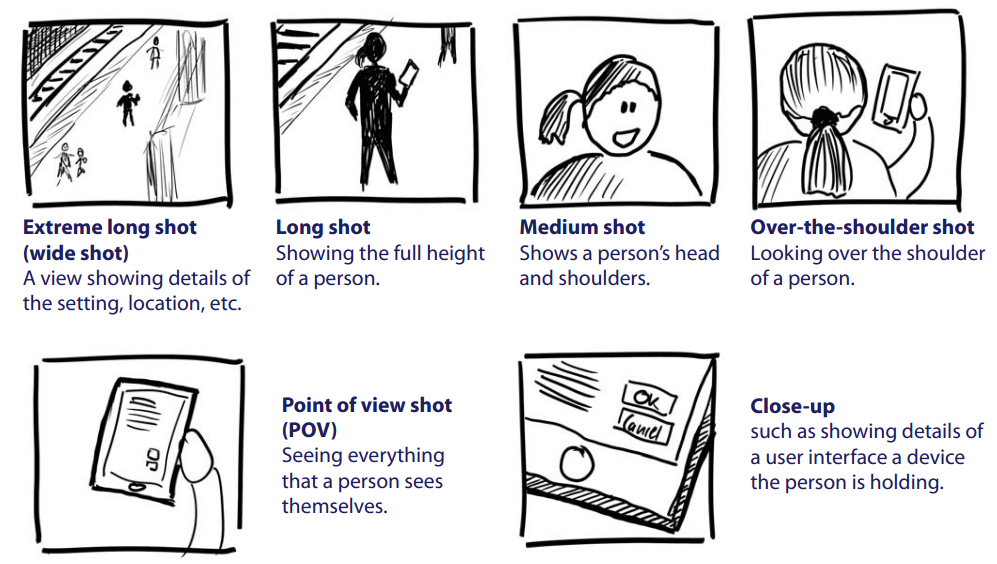 Extreme long shot
(wide shot)
A view showing details of
the setting, location, etc.
Long shot
Showing the full height
of a person.
Medium shot
Shows a person’s head
and shoulders.
Over-the-shoulder shot
Looking over the shoulder
of a person.
Point of view shot
(POV)
Seeing everything
that a person sees
themselves.
OK
Cancel
Close-up
such as showing details of
a user interface a device
the person is holding.